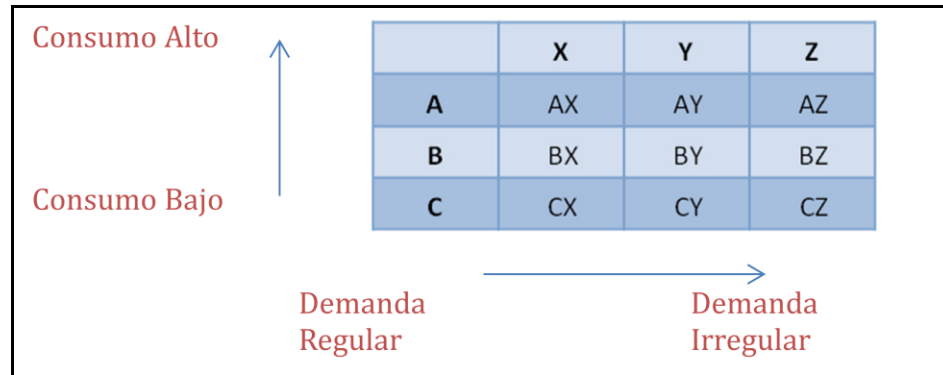 Consumo Alto
X Y Z
A AX AY AZ
B BX BY BZ
Consumo Bajo
C CX CY CZ
Demanda Regular
Demanda Irregular